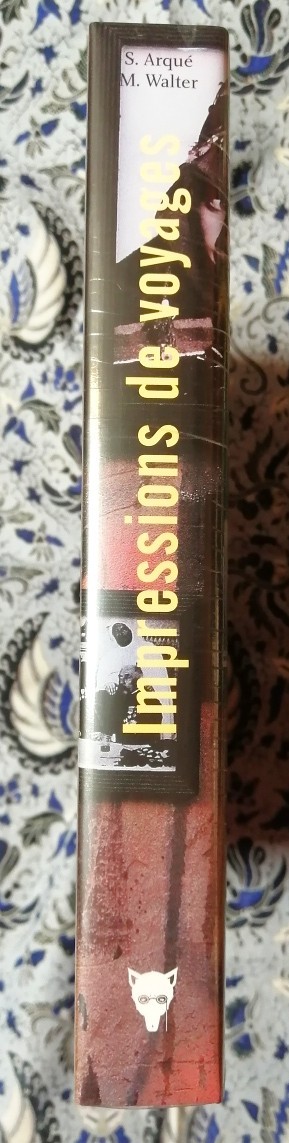 S. Arqué
M. Walter
Impressions de voyages